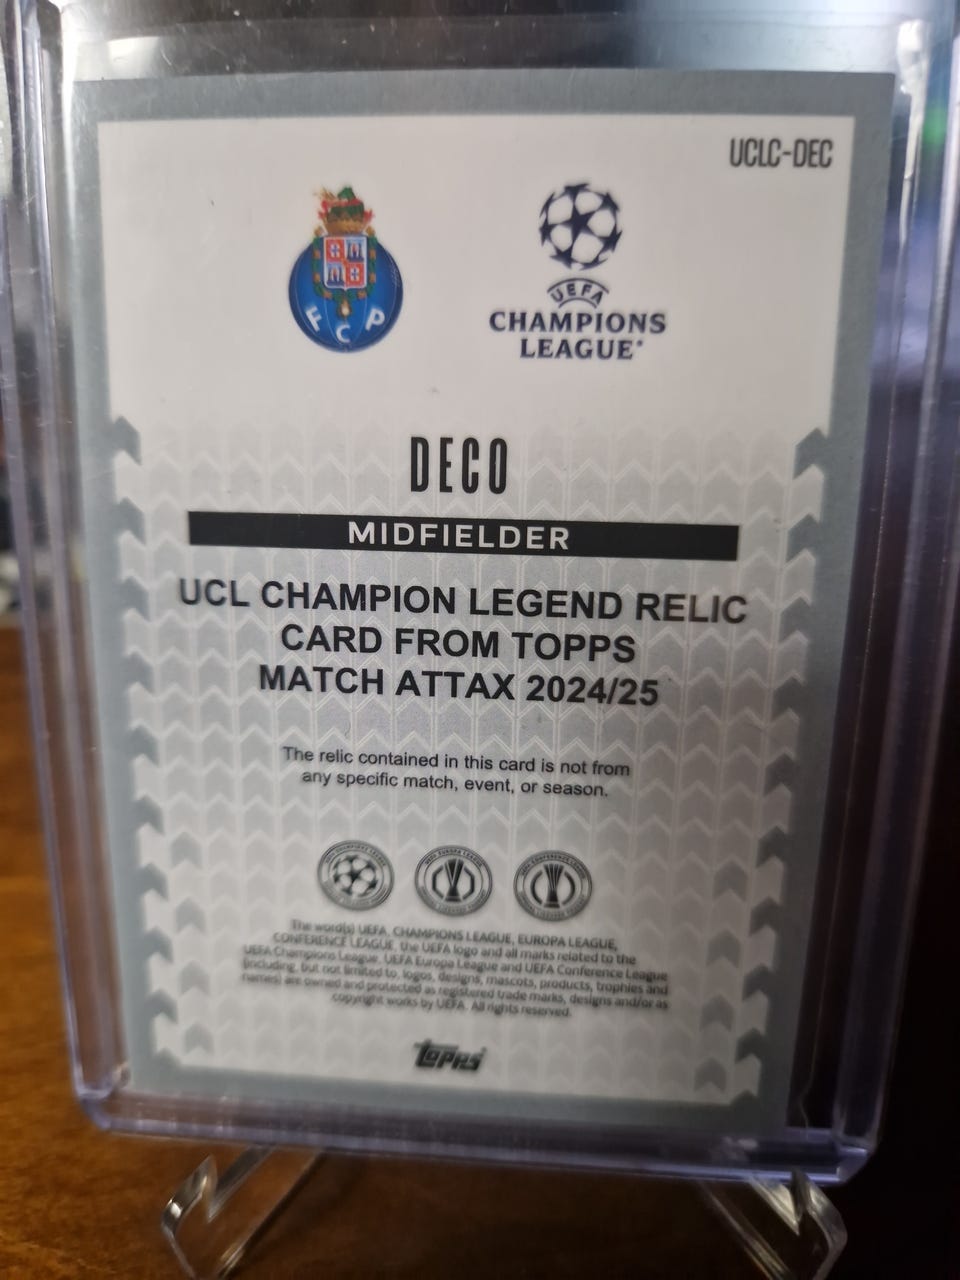 UCLC-DEC
FCP
UEFA
CHAMPIONS
LEAGUE®
DECO
MIDFIELDER
UCL CHAMPION LEGEND RELIC
CARD FROM TOPPS
MATCH ATTAX 2024/25
The relic contained in this card is not from
any specific match, event, or season.
The word(s) UEFA, CHAMPIONS LEAGUE, EUROPA LEAGUE,
CONFERENCE LEAGUE, the UEFA logo and all marks related to the
UEFA Champions League, UEFA Europa League and UEFA Conference League
(including, but not limited to, logos, designs, mascots, products, trophies and
names) are owned and protected as registered trade marks, designs and/or as
copyright works by UEFA. All rights reserved.
Topps